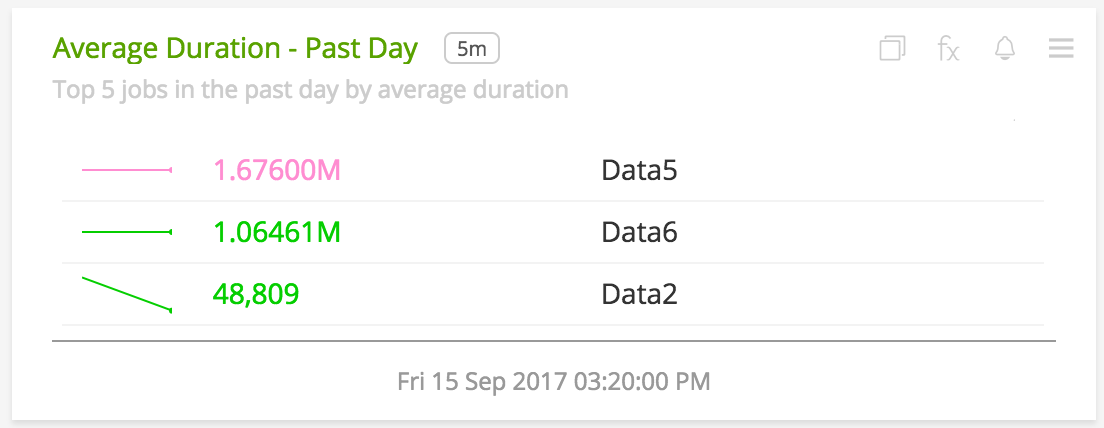 Average Duration - Past Day 5m fx
Top 5 jobs in the past day by average duration
1.67600M Data5
1.06461M Data6
48,809 Data2
Fri 15 Sep 2017 03:20:00 PM